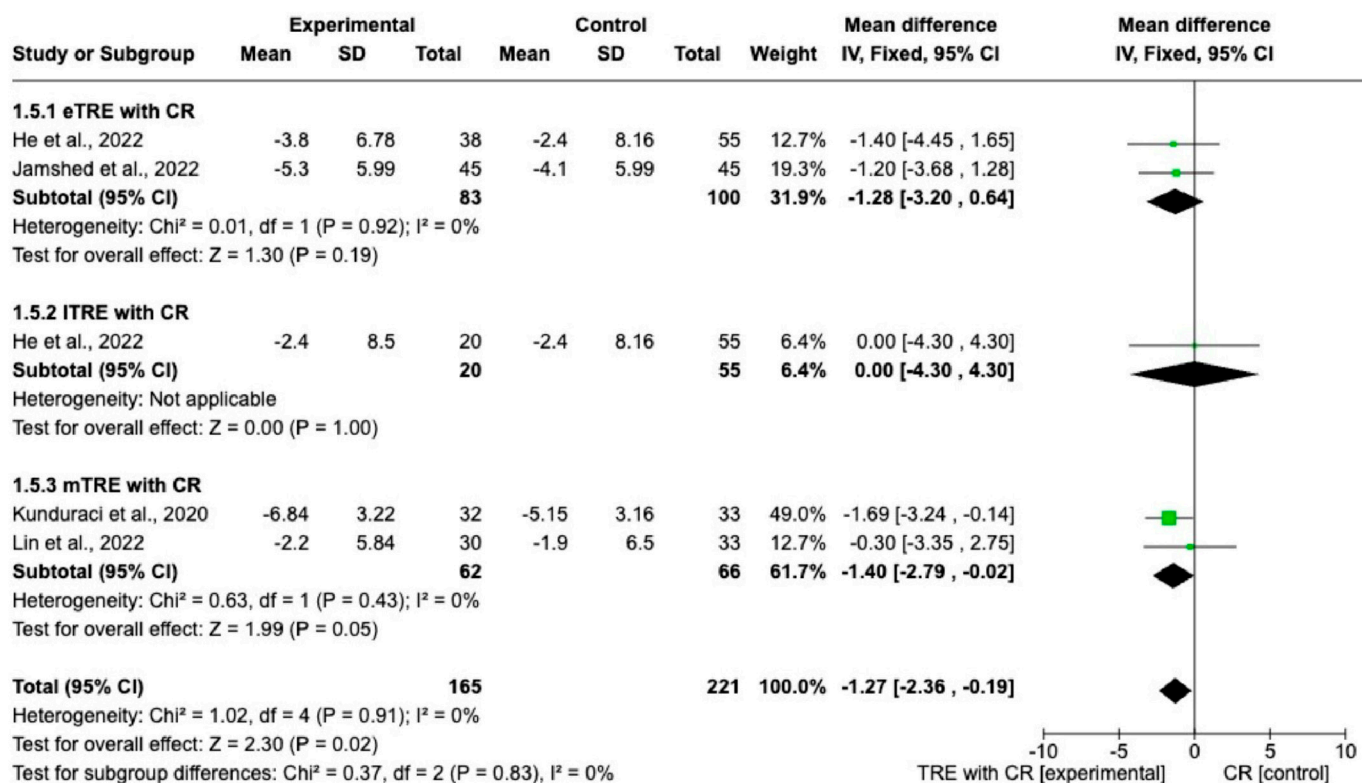 Experimental Control Mean difference Mean difference
Study or Subgroup Mean SD Total Mean SD Total Weight IV, Fixed, 95% CI IV, Fixed, 95% CI
1.5.1 eTRE with CR
He et al., 2022 -3.8 6.78 38 -2.4 8.16 55 12.7% -1.40 [-4.45 , 1.65]
Jamshed et al., 2022 -5.3 5.99 45 -4.1 5.99 45 19.3% -1.20 [-3.68 , 1.28]
Subtotal (95% CI) 83 100 31.9% -1.28 [-3.20 , 0.64]
Heterogeneity: Chi² = 0.01, df = 1 (P = 0.92); I² = 0%
Test for overall effect: Z = 1.30 (P = 0.19)
1.5.2 lTRE with CR
He et al., 2022 -2.4 8.5 20 -2.4 8.16 55 6.4% 0.00 [-4.30 , 4.30]
Subtotal (95% CI) 20 55 6.4% 0.00 [-4.30 , 4.30]
Heterogeneity: Not applicable
Test for overall effect: Z = 0.00 (P = 1.00)
1.5.3 mTRE with CR
Kunduraci et al., 2020 -6.84 3.22 32 -5.15 3.16 33 49.0% -1.69 [-3.24 , -0.14]
Lin et al., 2022 -2.2 5.84 30 -1.9 6.5 33 12.7% -0.30 [-3.35 , 2.75]
Subtotal (95% CI) 62 66 61.7% -1.40 [-2.79 , -0.02]
Heterogeneity: Chi² = 0.63, df = 1 (P = 0.43); I² = 0%
Test for overall effect: Z = 1.99 (P = 0.05)
Total (95% CI) 165 221 100.0% -1.27 [-2.36 , -0.19]
Heterogeneity: Chi² = 1.02, df = 4 (P = 0.91); I² = 0%
Test for overall effect: Z = 2.30 (P = 0.02)
-10 -5 0 5 10
Test for subgroup differences: Chi² = 0.37, df = 2 (P = 0.83), I² = 0% TRE with CR [experimental] CR [control]